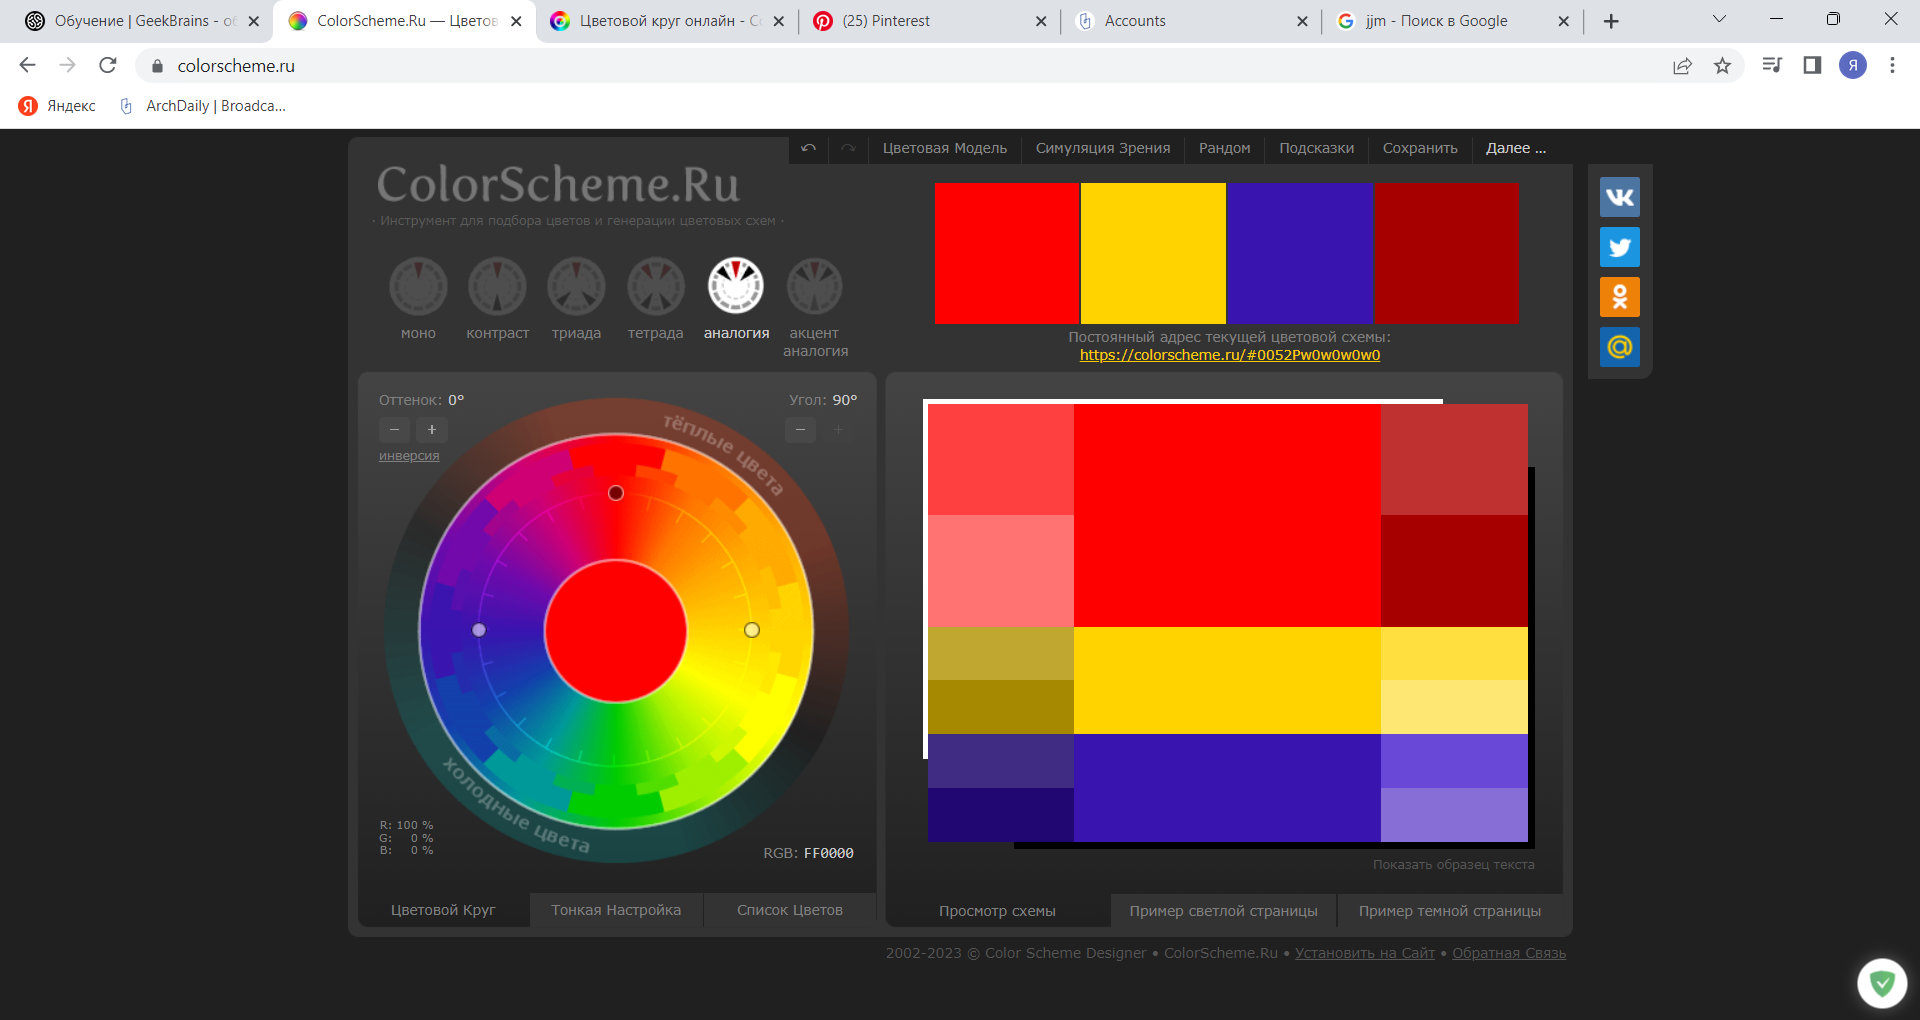 Обучение | GeekBrains - об
ColorScheme.Ru — Цветов
Цветовой круг онлайн - Co
(25) Pinterest
Accounts
jjm - Поиск в Google
colorscheme.ru
Я
Я Яндекс
ArchDaily | Broadca...
ColorScheme.Ru
· Инструмент для подбора цветов и генерации цветовых схем ·
Цветовая Модель
Симуляция Зрения
Рандом
Подсказки
Сохранить
Далее ...
моно
контраст
триада
тетрада
аналогия
акцент
аналогия
Постоянный адрес текущей цветовой схемы:
https://colorscheme.ru/#0052Pw0w0w0w0
Оттенок: 0°
− +
инверсия
Угол: 90°
− +
тёплые цвета
холодные цвета
R: 100 %
G: 0 %
B: 0 %
RGB: FF0000
Цветовой Круг
Тонкая Настройка
Список Цветов
Показать образец текста
Просмотр схемы
Пример светлой страницы
Пример темной страницы
2002-2023 © Color Scheme Designer • ColorScheme.Ru • Установить на Сайт • Обратная Связь